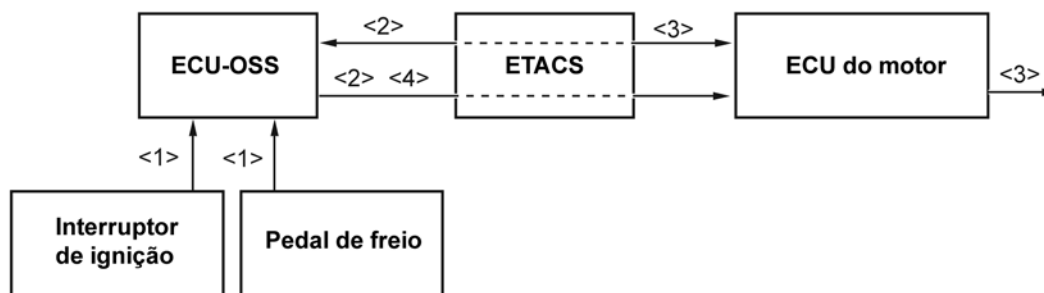 <2>
<3>
ECU-OSS
ETACS
ECU do motor
<3>
<2> <4>
<1>
<1>
Interruptor
de ignição
Pedal de freio